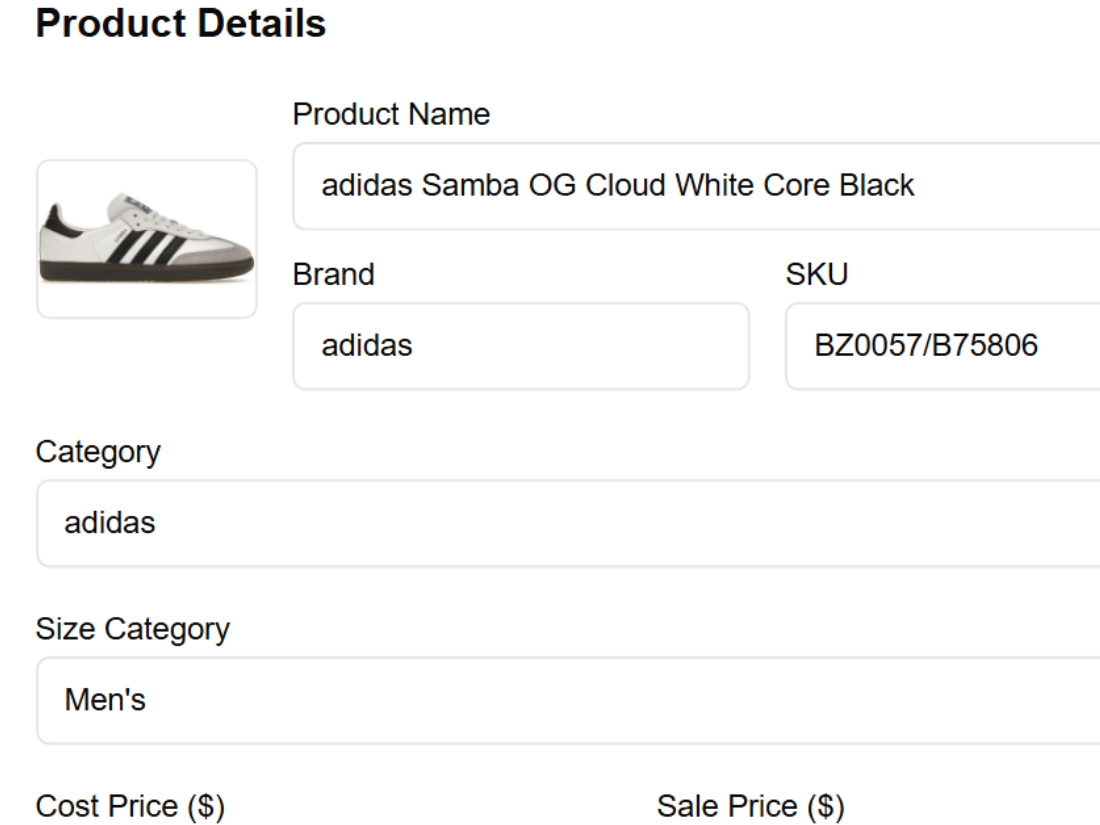 Product Details
Product Name
adidas Samba OG Cloud White Core Black
Brand
SKU
adidas
BZ0057/B75806
Category
adidas
Size Category
Men's
Cost Price ($)
Sale Price ($)